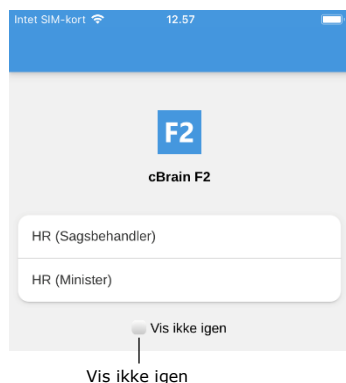 Intet SIM-kort 12.57
F2
cBrain F2
HR (Sagsbehandler)
HR (Minister)
Vis ikke igen
Vis ikke igen